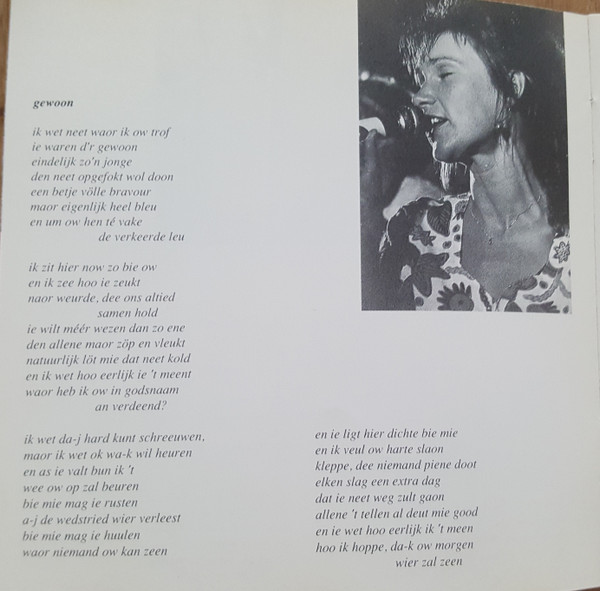 gewoon
ik wet neet waor ik ow trof
ie waren d'r gewoon
eindelijk zo'n jonge
den neet opgefokt wol doon
een betje völle bravour
maor eigenlijk heel bleu
en um ow hen té vake
de verkeerde leu
ik zit hier now zo bie ow
en ik zee hoo ie zeukt
naor weurde, dee ons altied
samen hold
ie wilt méér wezen dan zo ene
den allene maor zöp en vleukt
natuurlijk löt mie dat neet kold
en ik wet hoo eerlijk ie 't meent
waor heb ik ow in godsnaam
an verdeend?
ik wet da-j hard kunt schreeuwen,
maor ik wet ok wa-k wil heuren
en as ie valt bun ik 't
wee ow op zal beuren
bie mie mag ie rusten
a-j de wedstried wier verleest
bie mie mag ie huulen
waor niemand ow kan zeen
en ie ligt hier dichte bie mie
en ik veul ow harte slaon
kleppe, dee niemand piene doot
elken slag een extra dag
dat ie neet weg zult gaon
allene 't tellen al deut mie good
en ie wet hoo eerlijk ik 't meen
hoo ik hoppe, da-k ow morgen
wier zal zeen